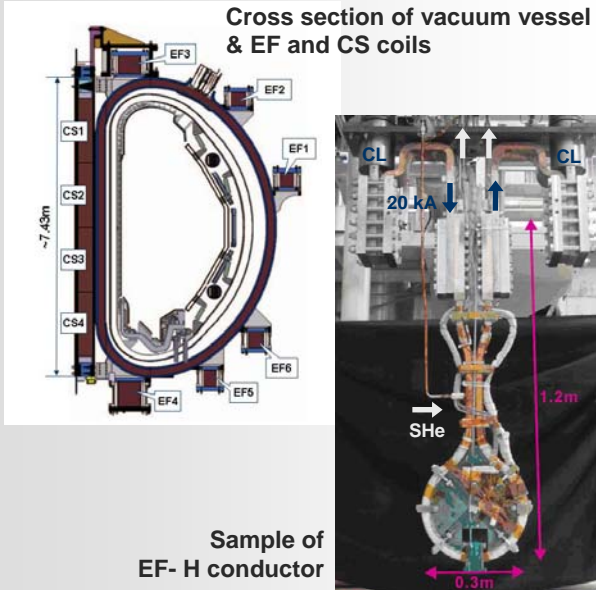 Cross section of vacuum vessel
& EF and CS coils
EF3
EF2
EF1
CS1
CS2
CS3
CS4
~7.43m
EF6
EF5
EF4
CL
CL
20 kA
1.2m
SHe
0.3m
Sample of
EF- H conductor